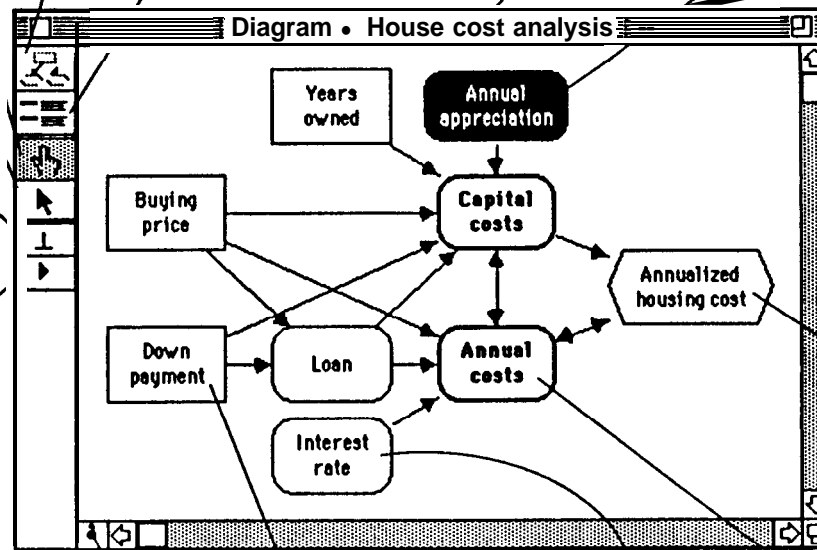 Diagram • House cost analysis
Years
owned
Annual
appreciation
Buying
price
Capital
costs
Annualized
housing cost
Down
payment
Loan
Annual
costs
Interest
rate